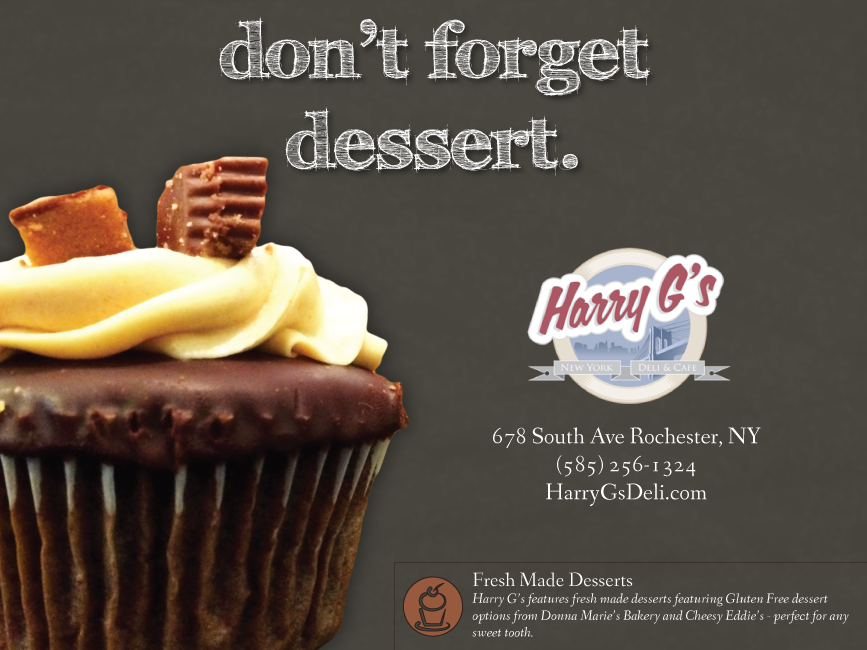 don't forget
dessert.
Harry G's
NEW YORK DELI & CAFE
678 South Ave Rochester, NY
(585) 256-1324
HarryGsDeli.com
Fresh Made Desserts
Harry G's features fresh made desserts featuring Gluten Free dessert
options from Donna Marie's Bakery and Cheesy Eddie's - perfect for any
sweet tooth.